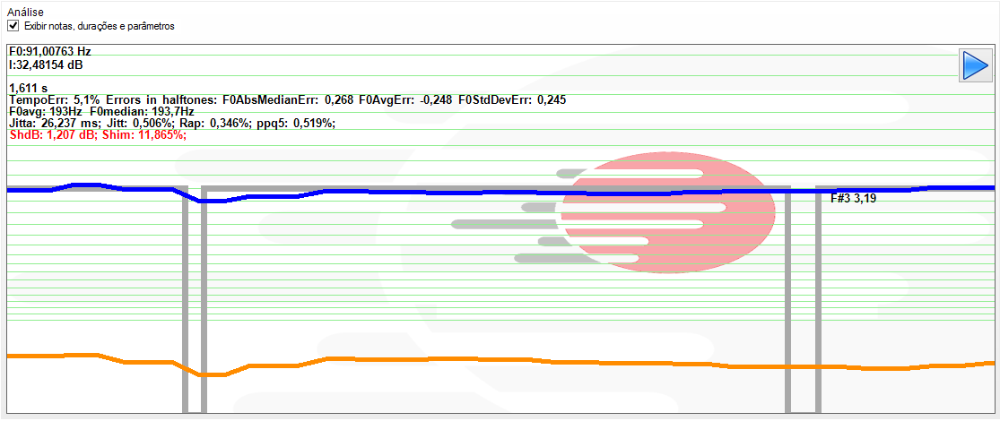 Análise
Exibir notas, durações e parâmetros
F0:91,00763 Hz
I:32,48154 dB
1,611 s
TempoErr: 5,1% Errors in halftones: F0AbsMedianErr: 0,268 F0AvgErr: -0,248 F0StdDevErr: 0,245
F0avg: 193Hz F0median: 193,7Hz
Jitta: 26,237 ms; Jitt: 0,506%; Rap: 0,346%; ppq5: 0,519%;
ShdB: 1,207 dB; Shim: 11,865%;
F#3 3,19